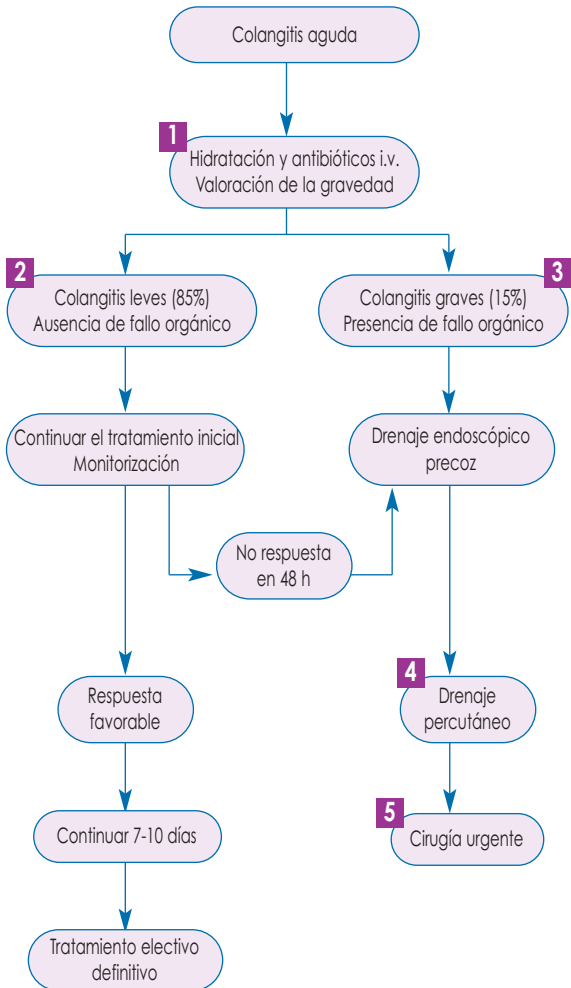 Colangitis aguda
1
Hidratación y antibióticos i.v.
Valoración de la gravedad
2
Colangitis leves (85%)
Ausencia de fallo orgánico
3
Colangitis graves (15%)
Presencia de fallo orgánico
Continuar el tratamiento inicial
Monitorización
Drenaje endoscópico
precoz
No respuesta
en 48 h
Respuesta
favorable
4
Drenaje
percutáneo
Continuar 7-10 días
5
Cirugía urgente
Tratamiento electivo
definitivo